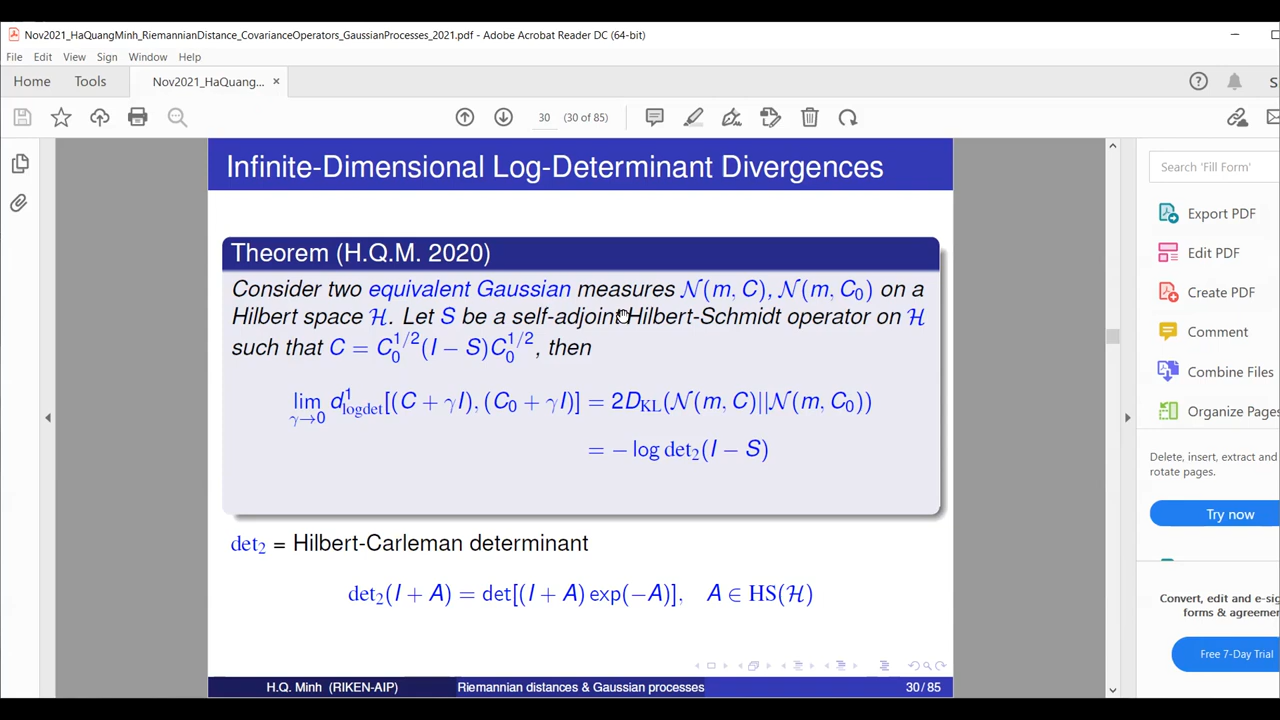 Nov2021_HaQuangMinh_RiemannianDistance_CovarianceOperators_GaussianProcesses_2021.pdf - Adobe Acrobat Reader DC (64-bit)
File Edit View Sign Window Help
Home Tools Nov2021_HaQuang... ×
30 (30 of 85)
Infinite-Dimensional Log-Determinant Divergences
Theorem (H.Q.M. 2020)
Consider two equivalent Gaussian measures 𝒩(m, C), 𝒩(m, C₀) on a
Hilbert space ℋ. Let S be a self-adjoint Hilbert-Schmidt operator on ℋ
such that C = C₀^{1/2}(I − S)C₀^{1/2}, then
lim_{γ→0} d¹_{logdet}[(C + γI), (C₀ + γI)] = 2D_{KL}(𝒩(m, C)||𝒩(m, C₀))
= − log det₂(I − S)
det₂ = Hilbert-Carleman determinant
det₂(I + A) = det[(I + A) exp(−A)], A ∈ HS(ℋ)
H.Q. Minh (RIKEN-AIP) Riemannian distances & Gaussian processes 30 / 85
Search 'Fill Form'
Export PDF
Edit PDF
Create PDF
Comment
Combine Files
Organize Pages
Delete, insert, extract and
rotate pages.
Try now
Convert, edit and e-sig
forms & agreemen
Free 7-Day Trial